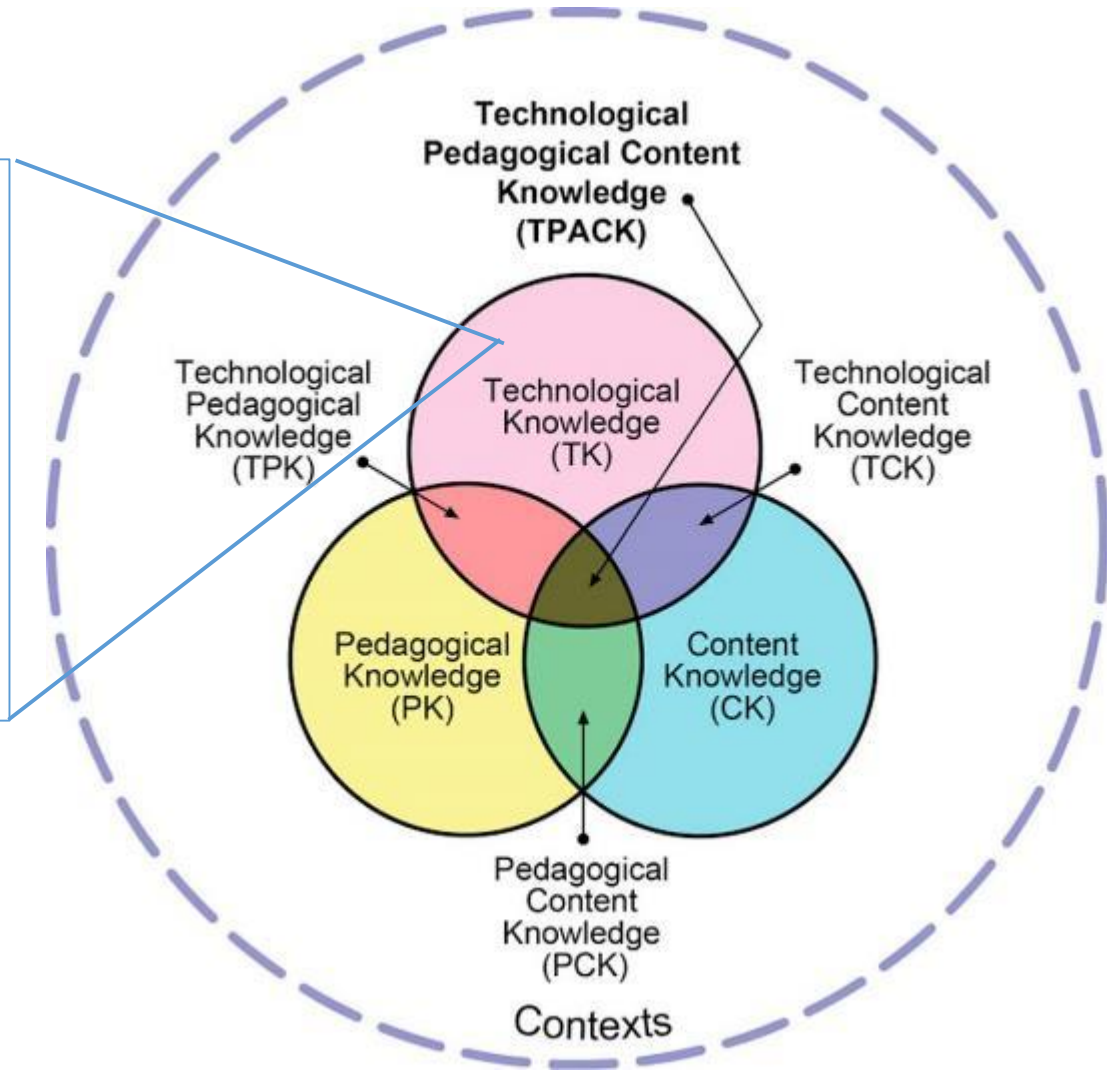 Technological
Pedagogical Content
Knowledge
(TPACK)
Technological
Pedagogical
Knowledge
(TPK)
Technological
Knowledge
(TK)
Technological
Content
Knowledge
(TCK)
Pedagogical
Knowledge
(PK)
Content
Knowledge
(CK)
Pedagogical
Content
Knowledge
(PCK)
Contexts